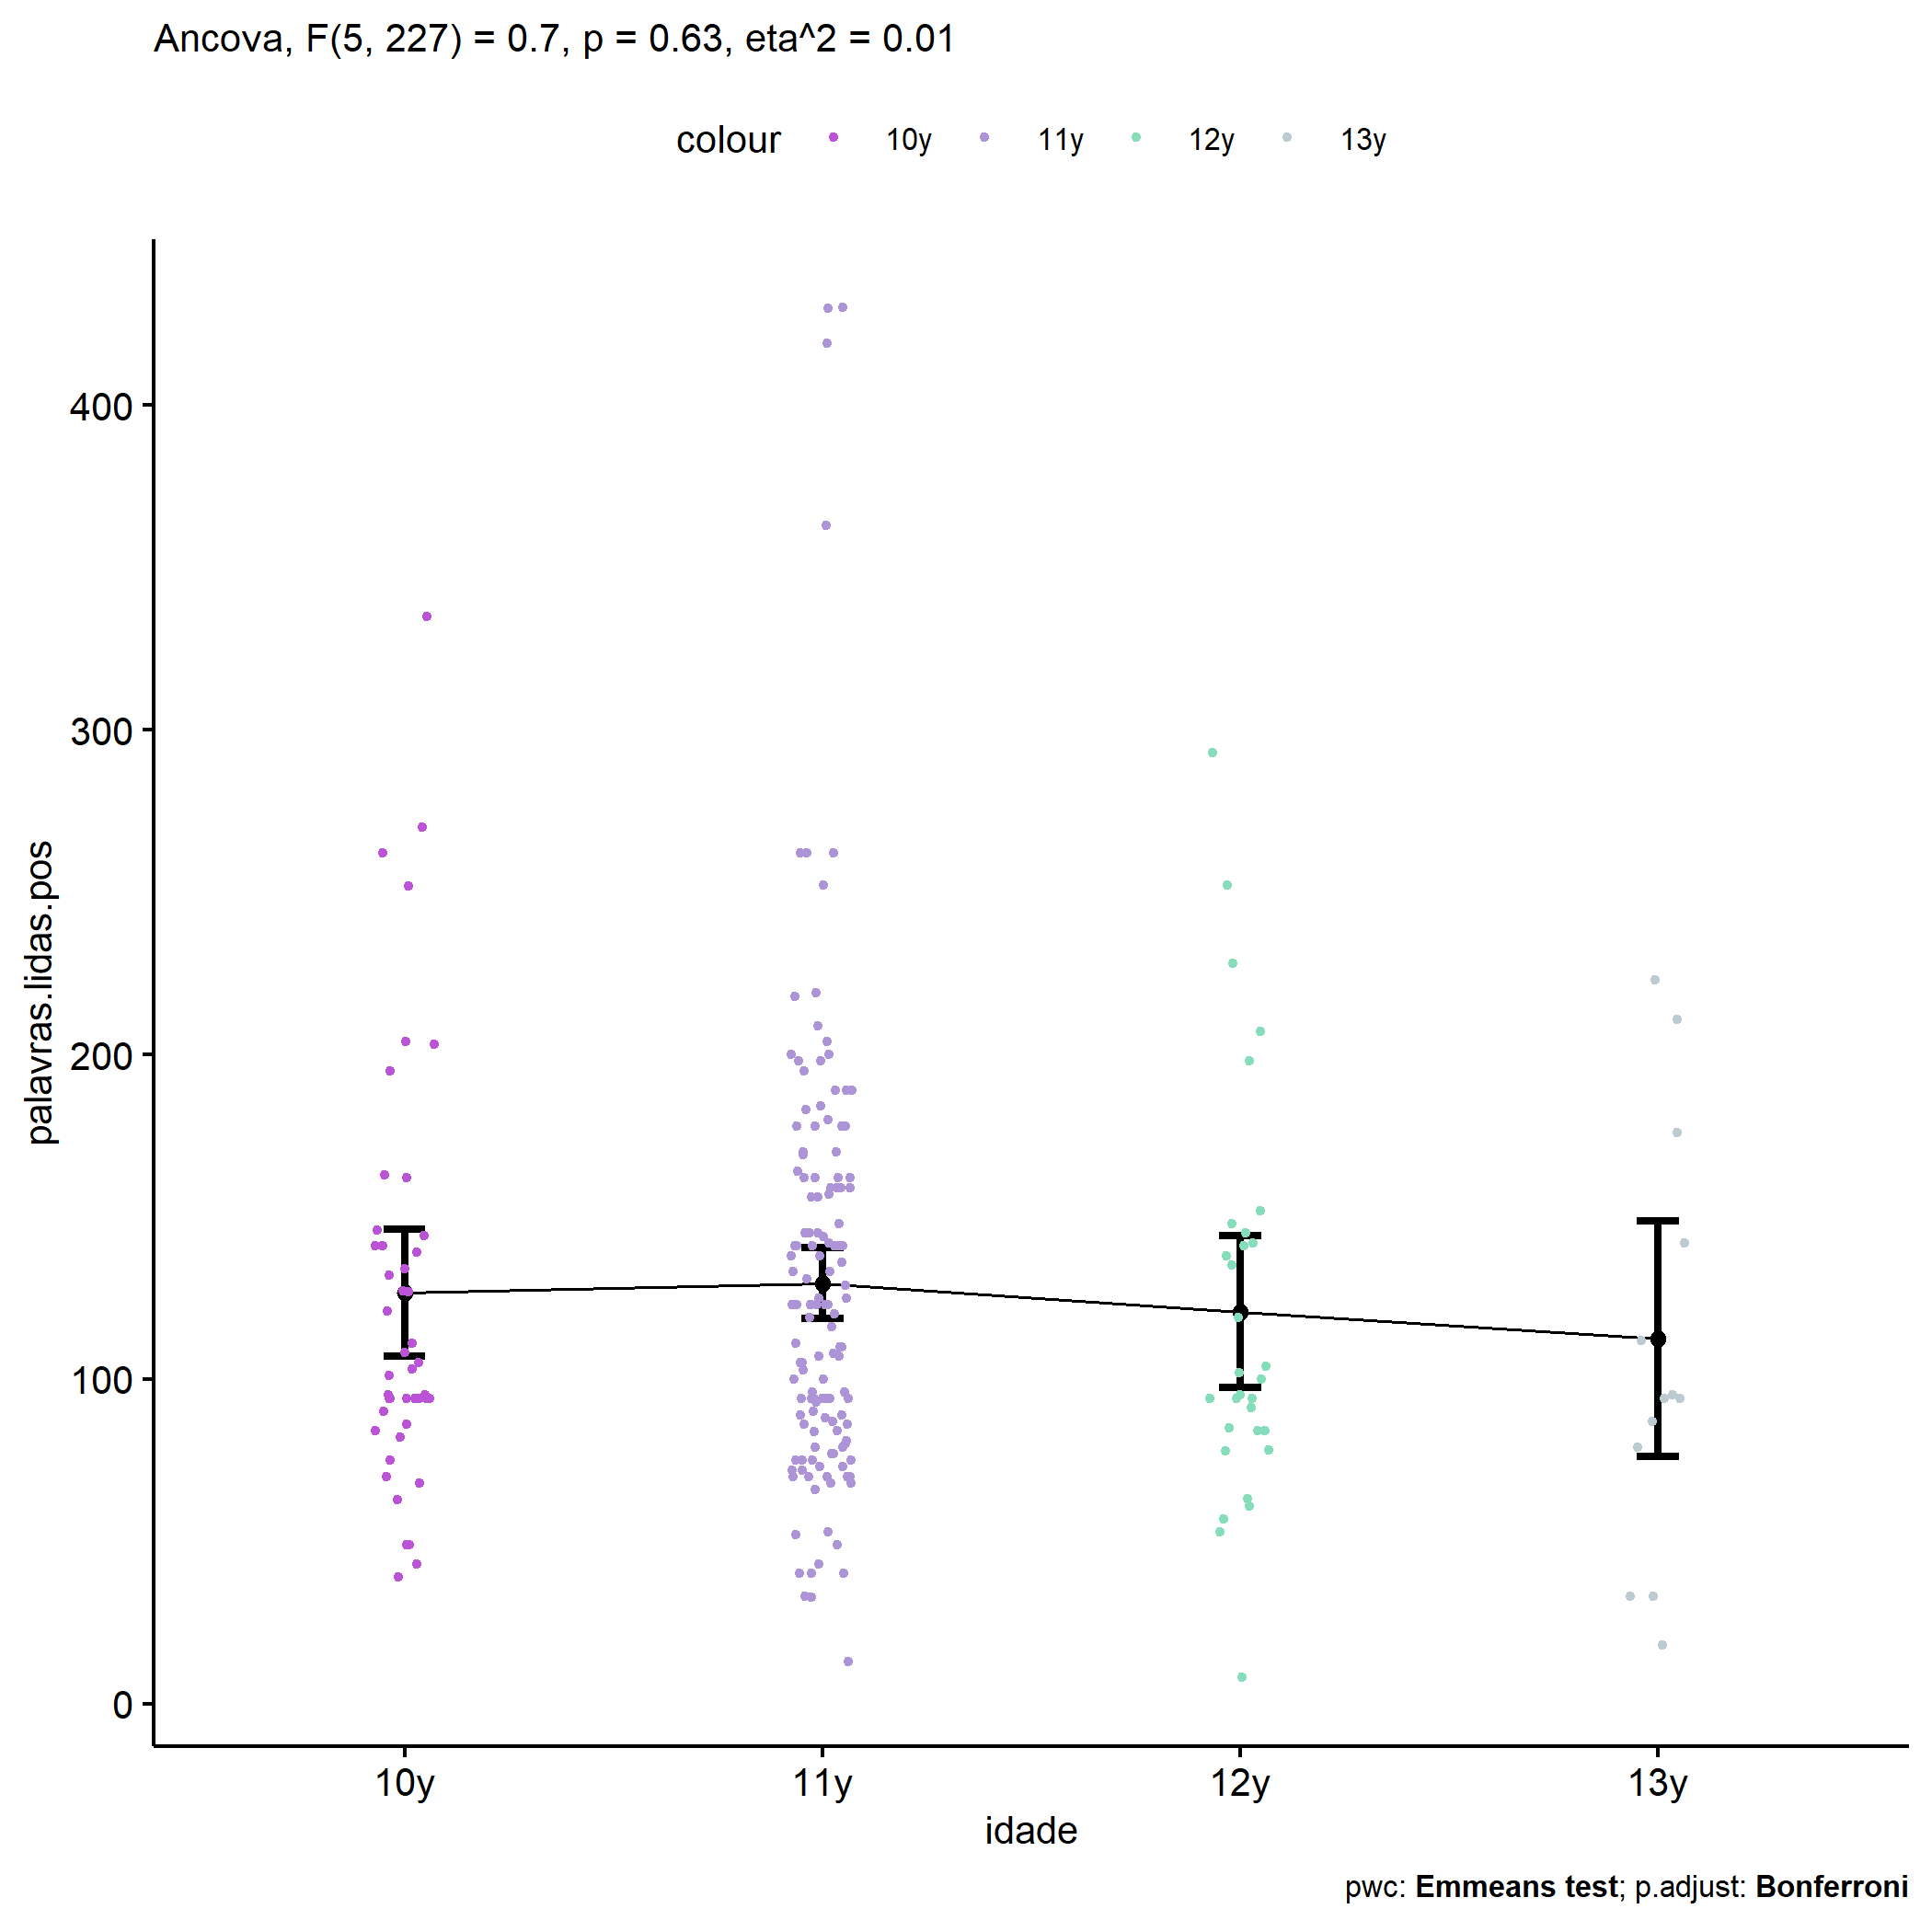 Ancova, F(5, 227) = 0.7, p = 0.63, eta^2 = 0.01
colour 10y 11y 12y 13y
palavras.lidas.pos
400
300
200
100
0
10y 11y 12y 13y
idade
pwc: Emmeans test; p.adjust: Bonferroni